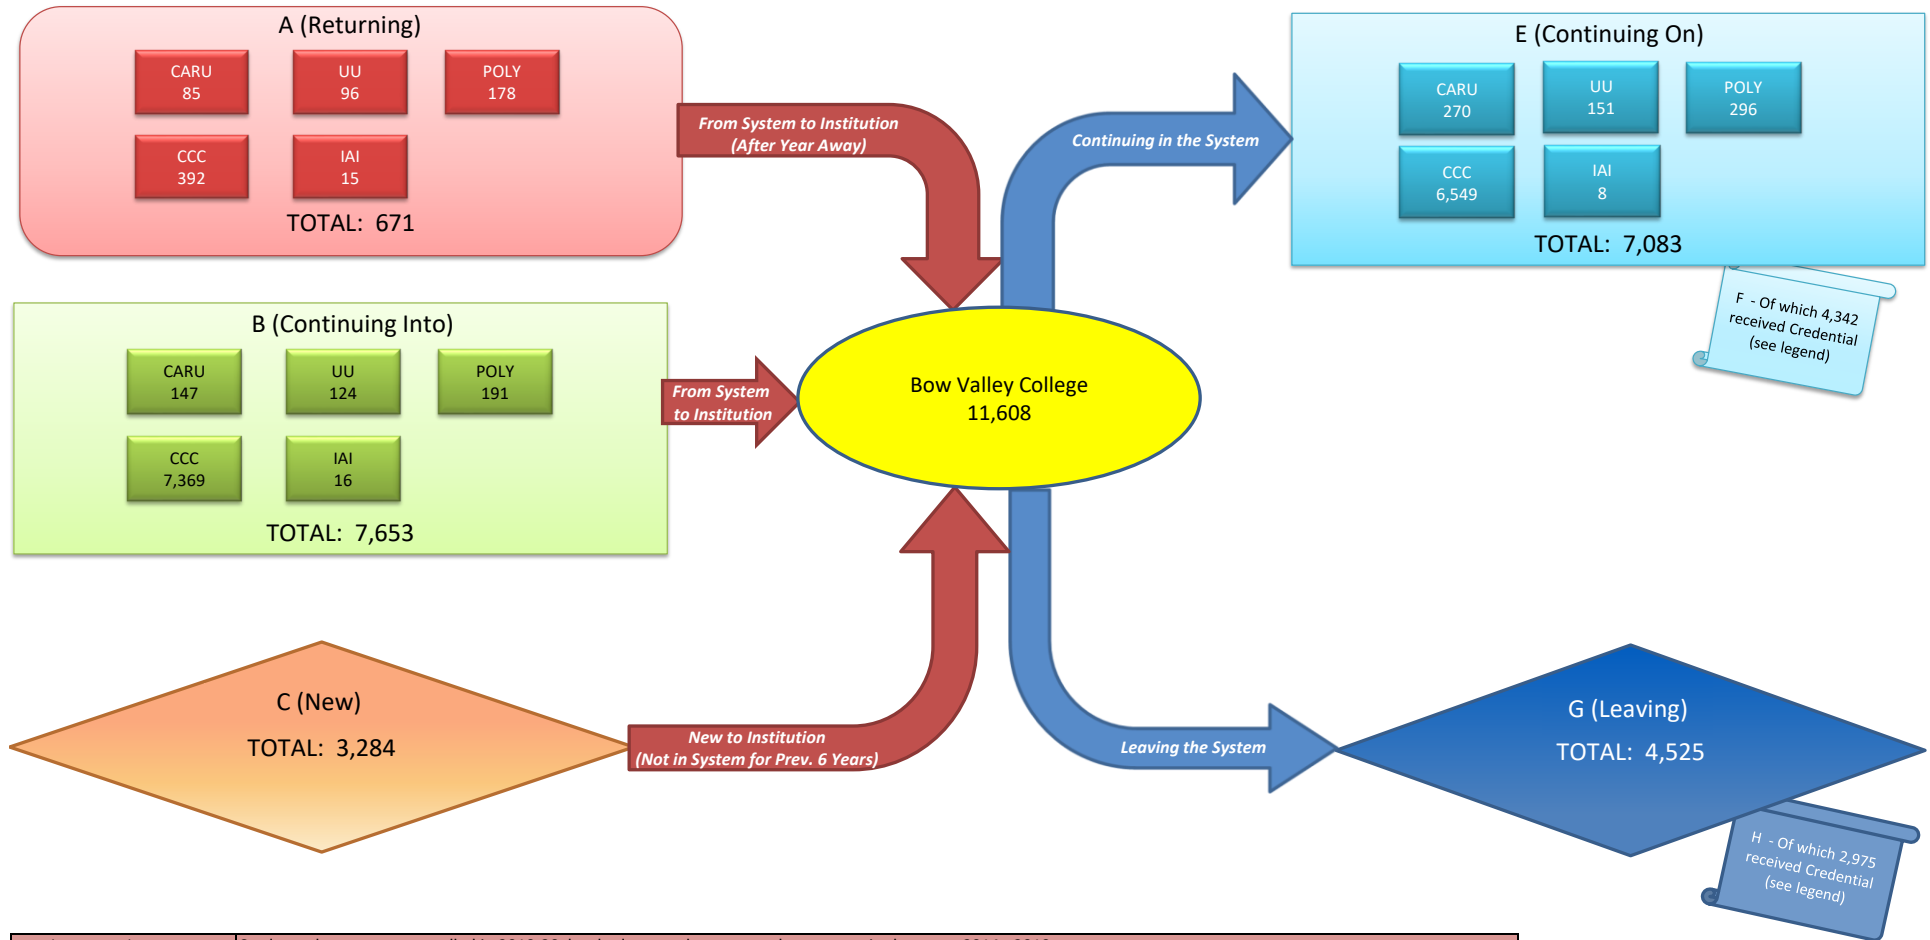 A (Returning)
CARU
85
UU
96
POLY
178
CCC
392
IAI
15
TOTAL: 671
From System to Institution
(After Year Away)
Continuing in the System
E (Continuing On)
CARU
270
UU
151
POLY
296
CCC
6,549
IAI
8
TOTAL: 7,083
F - Of which 4,342
received Credential
(see legend)
B (Continuing Into)
CARU
147
UU
124
POLY
191
CCC
7,369
IAI
16
TOTAL: 7,653
From System
to Institution
Bow Valley College
11,608
C (New)
TOTAL: 3,284
New to Institution
(Not in System for Prev. 6 Years)
Leaving the System
G (Leaving)
TOTAL: 4,525
H - Of which 2,975
received Credential
(see legend)